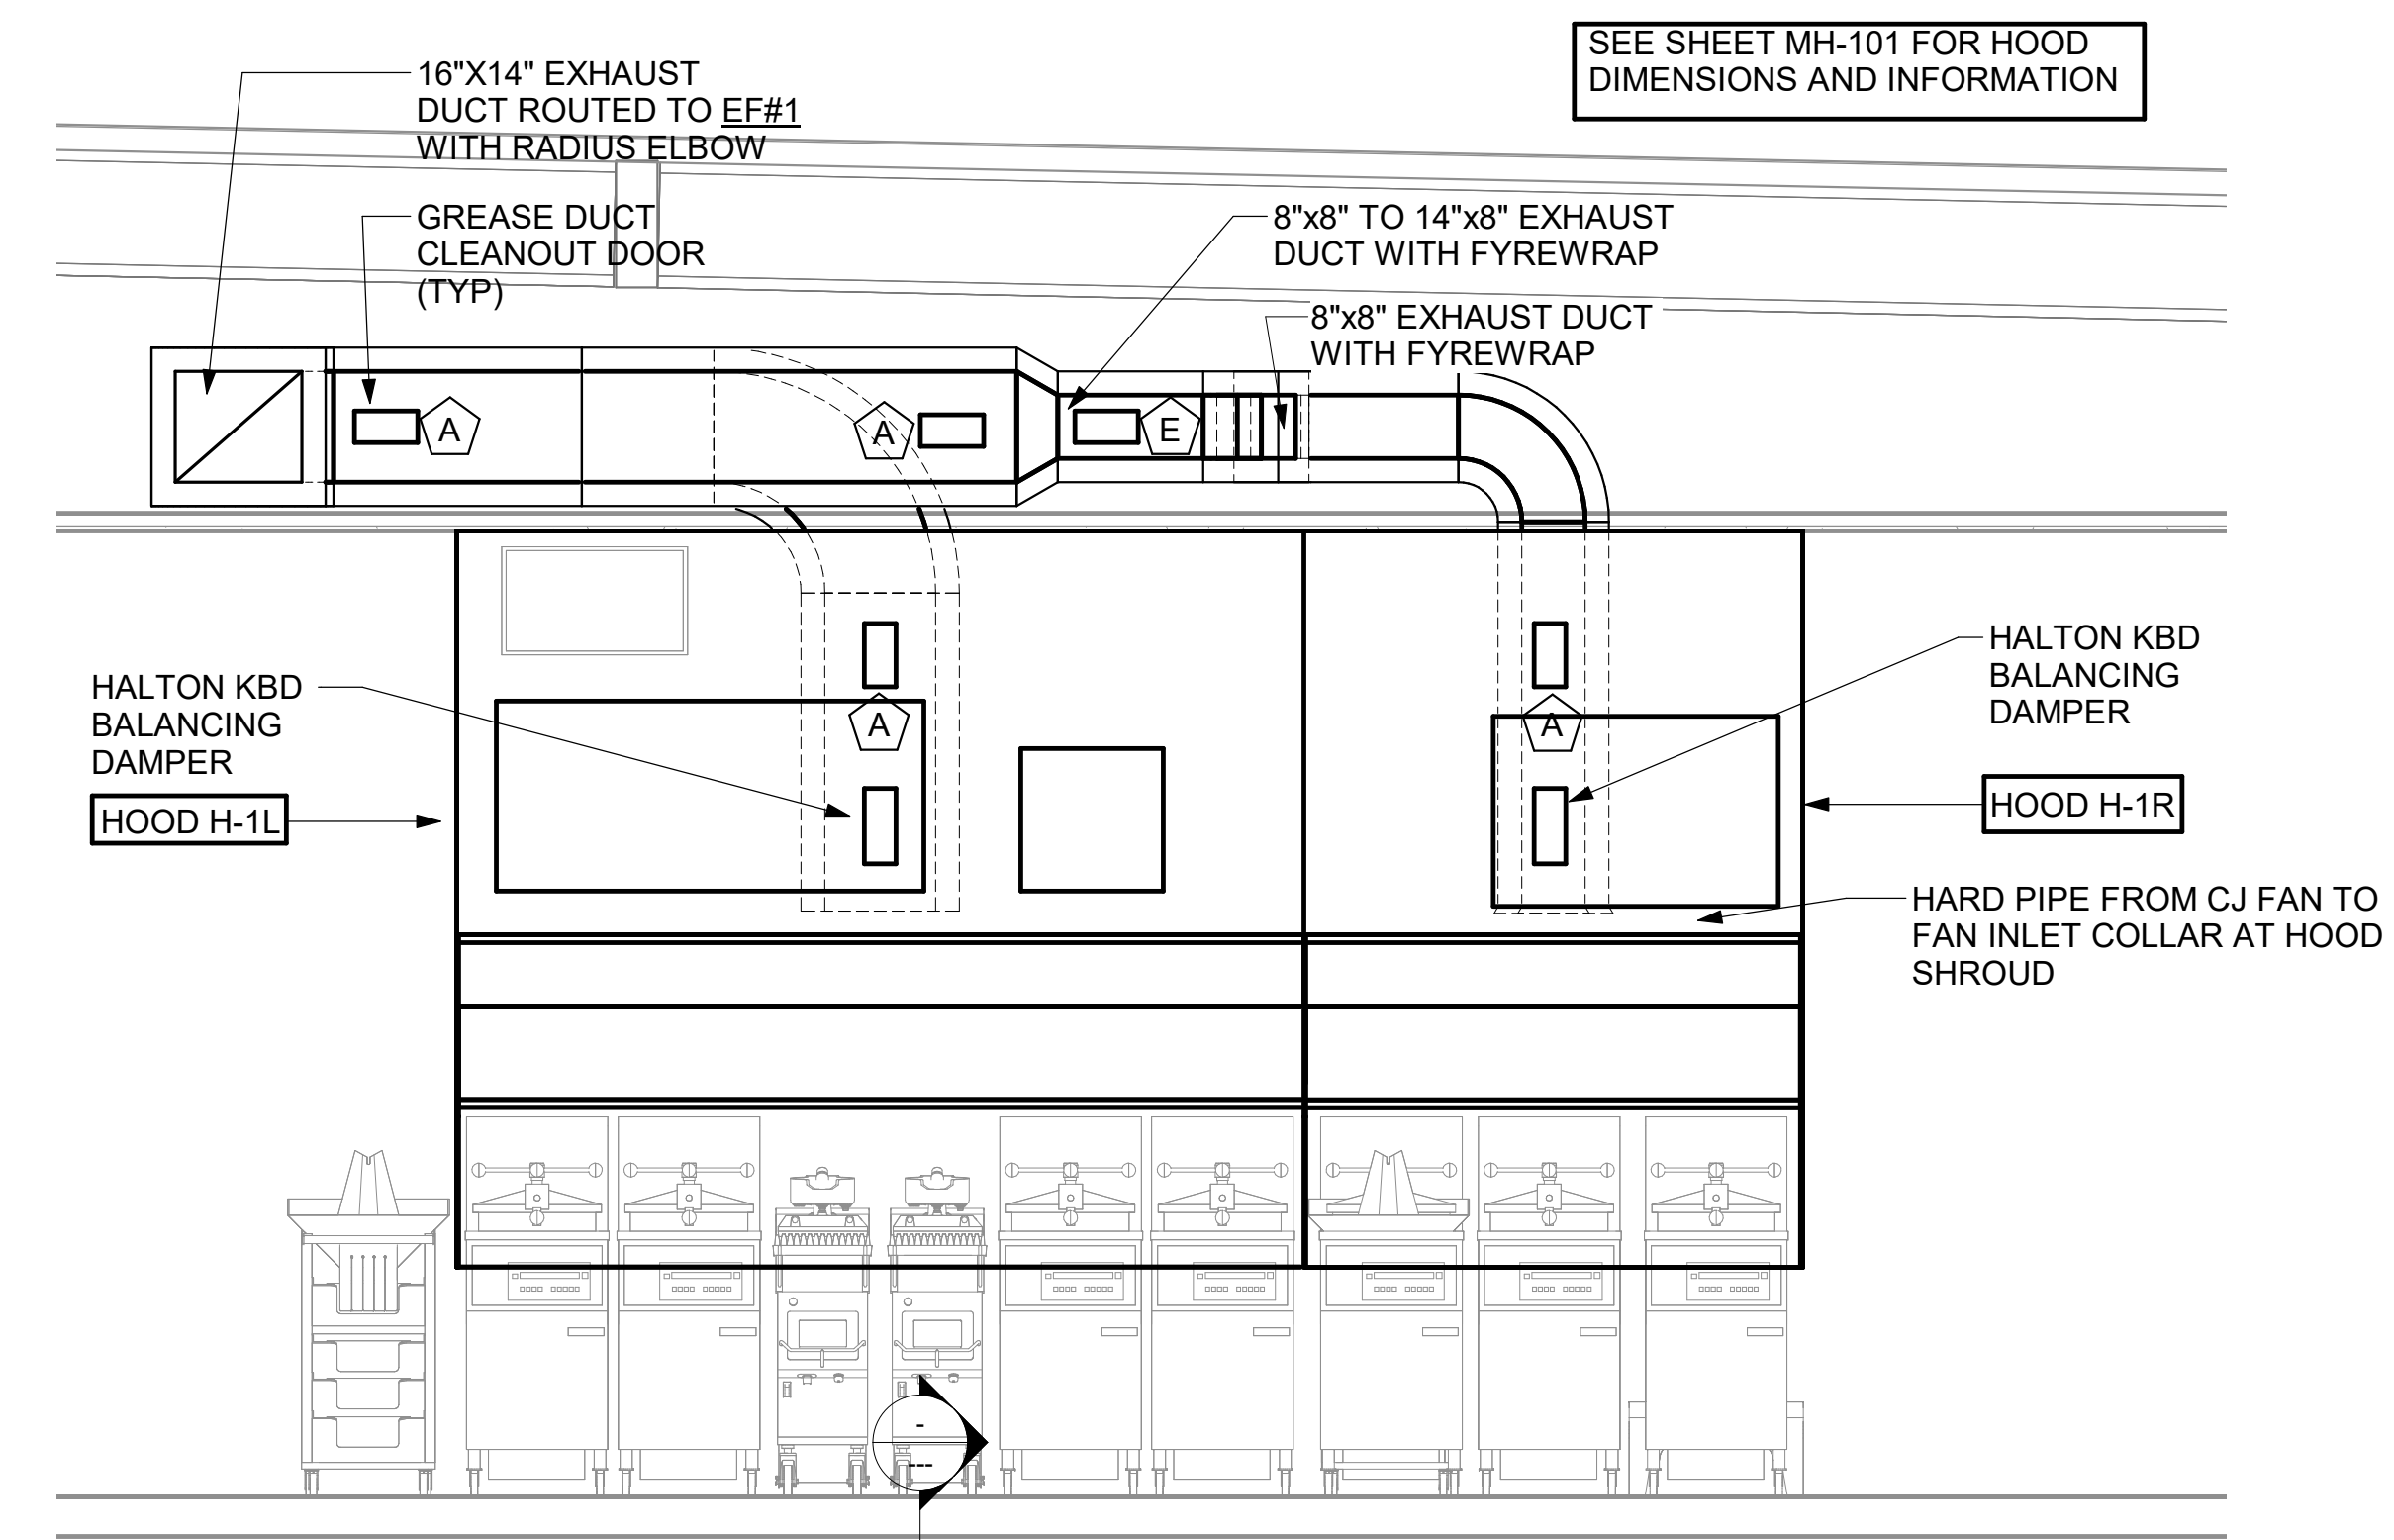 SEE SHEET MH-101 FOR HOOD
DIMENSIONS AND INFORMATION
16"X14" EXHAUST
DUCT ROUTED TO EF#1
WITH RADIUS ELBOW
GREASE DUCT
CLEANOUT DOOR
(TYP)
8"x8" TO 14"x8" EXHAUST
DUCT WITH FYREWRAP
8"x8" EXHAUST DUCT
WITH FYREWRAP
A
A
E
HALTON KBD
BALANCING
DAMPER
HOOD H-1L
A
A
HALTON KBD
BALANCING
DAMPER
HOOD H-1R
HARD PIPE FROM CJ FAN TO
FAN INLET COLLAR AT HOOD
SHROUD
-
---